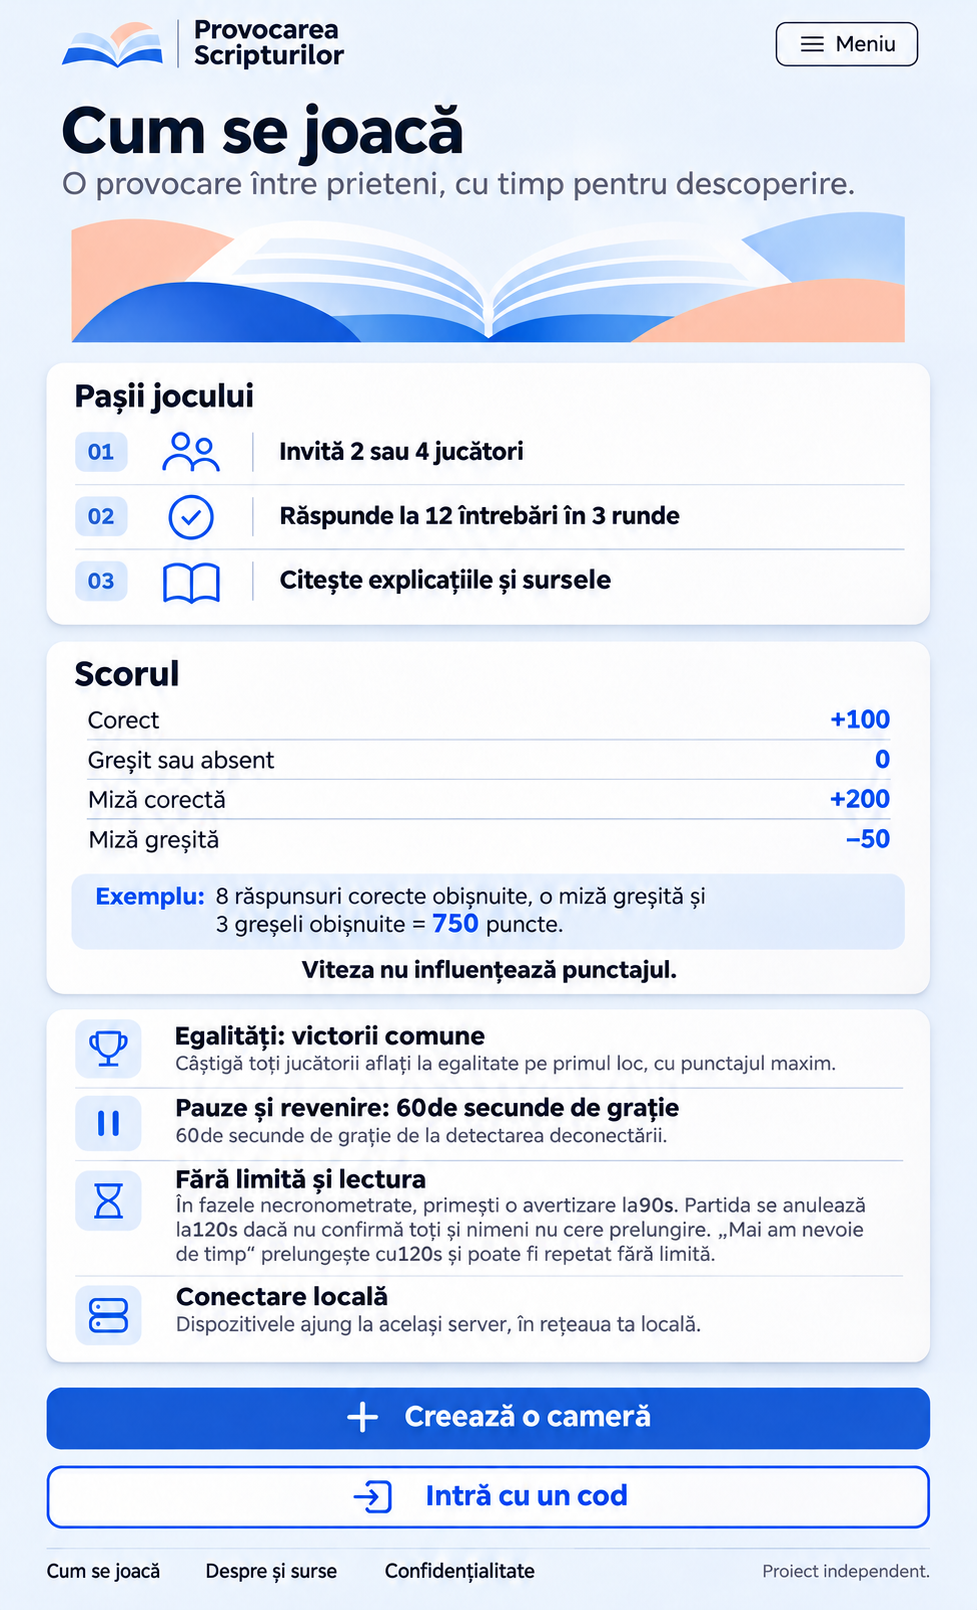 Provocarea
Scripturilor
Meniu
Cum se joacă
O provocare între prieteni, cu timp pentru descoperire.
Pașii jocului
01 Invită 2 sau 4 jucători
02 Răspunde la 12 întrebări în 3 runde
03 Citește explicațiile și sursele
Scorul
Corect +100
Greșit sau absent 0
Miză corectă +200
Miză greșită −50
Exemplu: 8 răspunsuri corecte obișnuite, o miză greșită și
3 greșeli obișnuite = 750 puncte.
Viteza nu influențează punctajul.
Egalități: victorii comune
Câștigă toți jucătorii aflați la egalitate pe primul loc, cu punctajul maxim.
Pauze și revenire: 60de secunde de grație
60de secunde de grație de la detectarea deconectării.
Fără limită și lectura
În fazele necronometrate, primești o avertizare la90s. Partida se anulează
la120s dacă nu confirmă toți și nimeni nu cere prelungire. „Mai am nevoie
de timp“ prelungește cu120s și poate fi repetat fără limită.
Conectare locală
Dispozitivele ajung la același server, în rețeaua ta locală.
Creează o cameră
Intră cu un cod
Cum se joacă Despre și surse Confidențialitate Proiect independent.